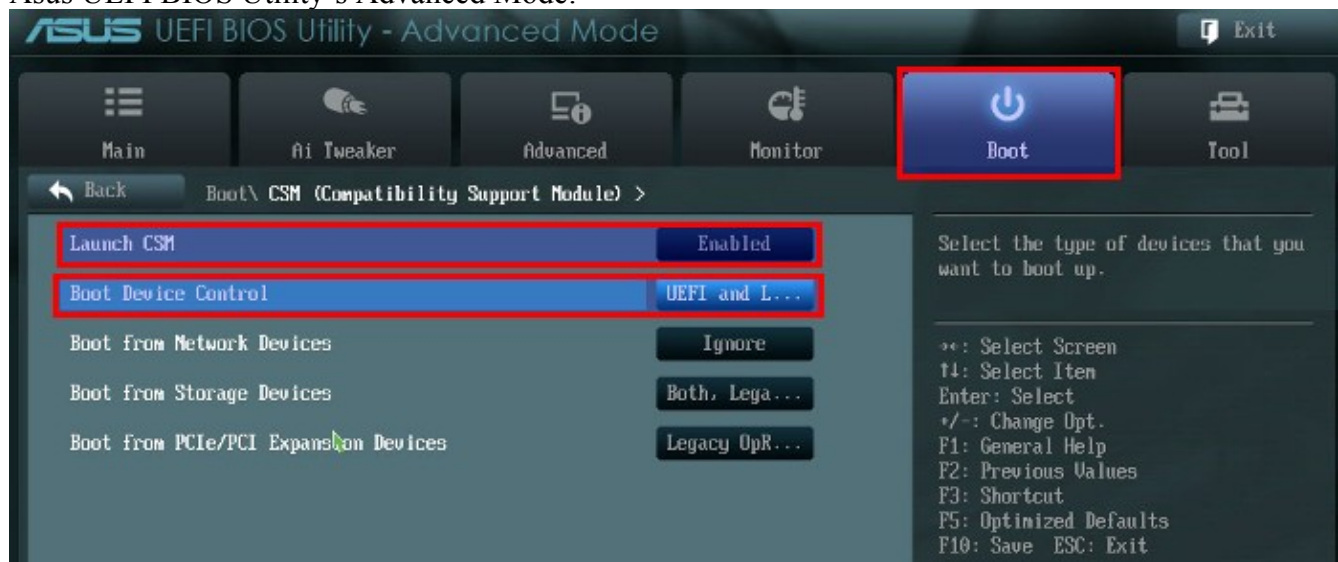 Asus UEFI BIOS Utility's Advanced Mode:
ASUS UEFI BIOS Utility - Advanced Mode
Exit
Main
Ai Tweaker
Advanced
Monitor
Boot
Tool
Back
Boot\ CSM (Compatibility Support Module) >
Launch CSM
Enabled
Boot Device Control
UEFI and L...
Boot from Network Devices
Ignore
Boot from Storage Devices
Both, Lega...
Boot from PCIe/PCI Expansion Devices
Legacy OpR...
Select the type of devices that you
want to boot up.
→←: Select Screen
↑↓: Select Item
Enter: Select
+/-: Change Opt.
F1: General Help
F2: Previous Values
F3: Shortcut
F5: Optimized Defaults
F10: Save ESC: Exit